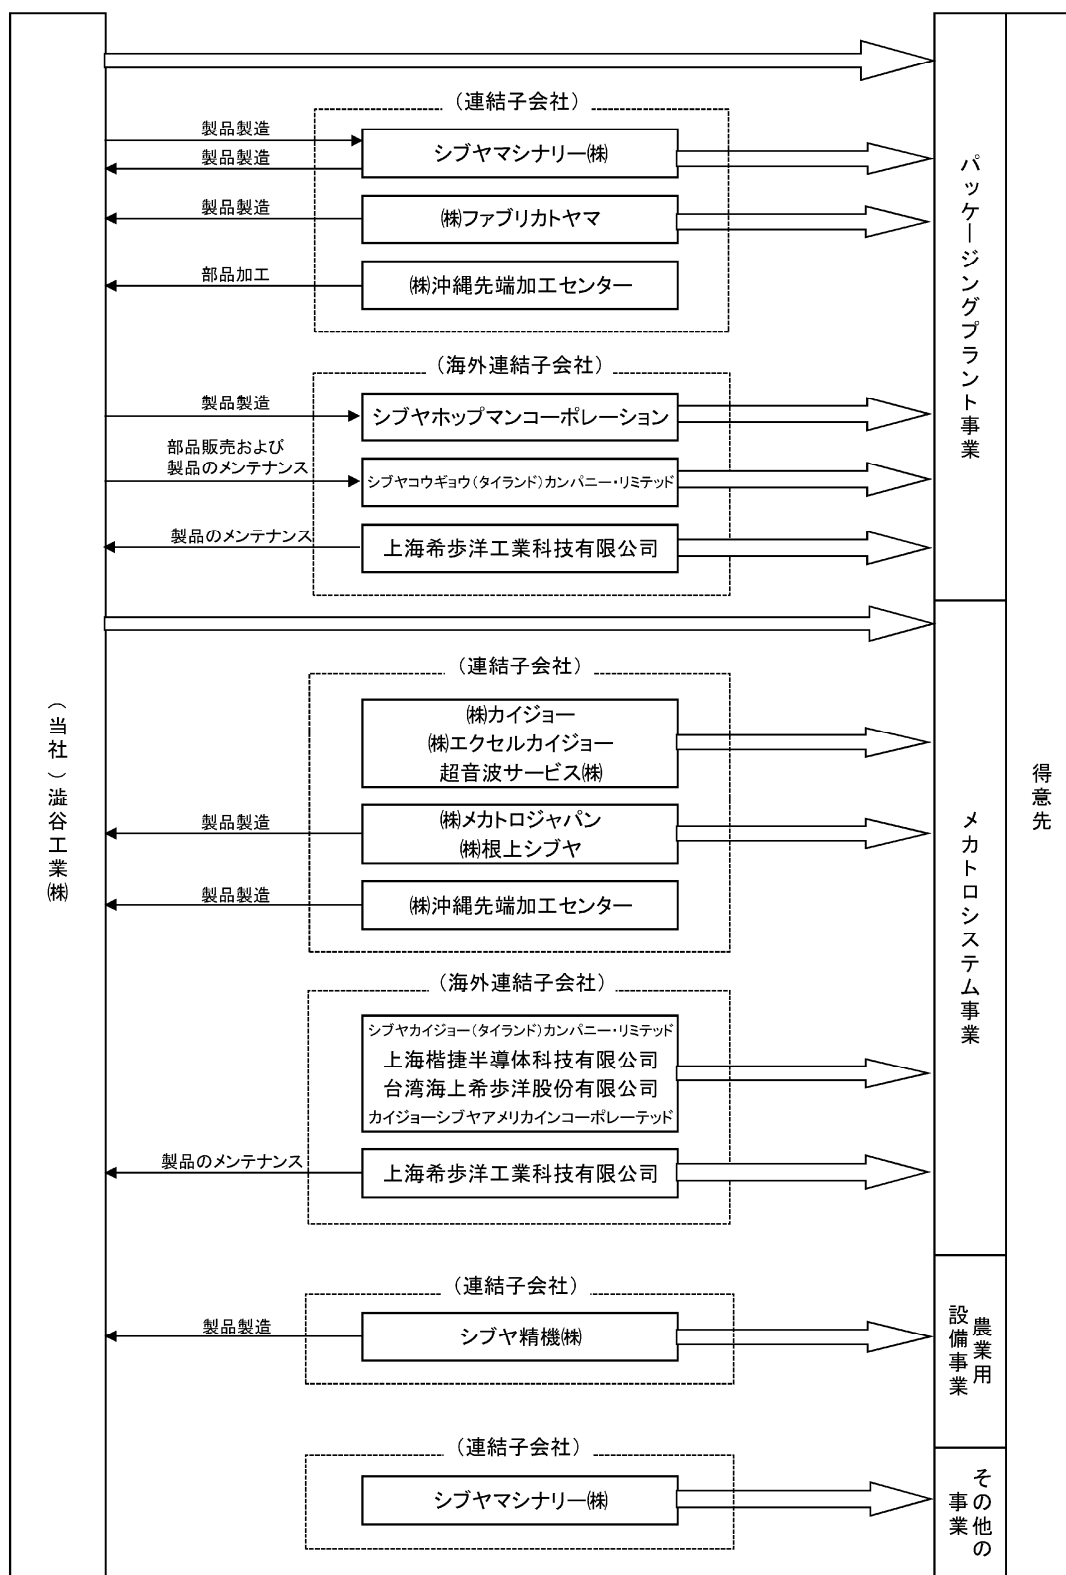 （当社）澁谷工業㈱
（連結子会社）
製品製造
シブヤマシナリー㈱
製品製造
製品製造
㈱ファブリカトヤマ
部品加工
㈱沖縄先端加工センター
（海外連結子会社）
製品製造
シブヤホップマンコーポレーション
部品販売および
製品のメンテナンス
シブヤコウギョウ（タイランド）カンパニー・リミテッド
製品のメンテナンス
上海希歩洋工業科技有限公司
パッケージングプラント事業
（連結子会社）
㈱カイジョー
㈱エクセルカイジョー
超音波サービス㈱
製品製造
㈱メカトロジャパン
㈱根上シブヤ
製品製造
㈱沖縄先端加工センター
（海外連結子会社）
シブヤカイジョー（タイランド）カンパニー・リミテッド
上海楷捷半導体科技有限公司
台湾海上希歩洋股份有限公司
カイジョーシブヤアメリカインコーポレーテッド
製品のメンテナンス
上海希歩洋工業科技有限公司
メカトロシステム事業
（連結子会社）
製品製造
シブヤ精機㈱
農業用
設備事業
（連結子会社）
シブヤマシナリー㈱
その他の
事業
得意先